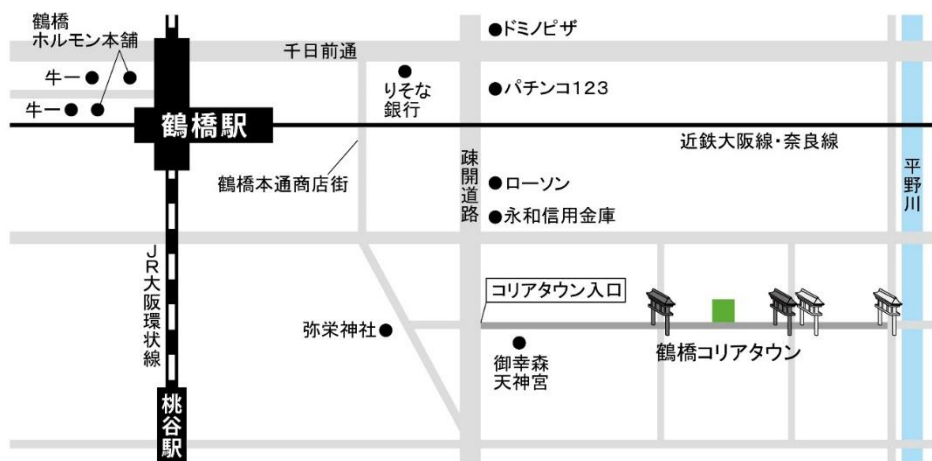 鶴橋
ホルモン本舗
牛一
牛一
千日前通
ドミノピザ
りそな
銀行
パチンコ123
鶴橋駅
近鉄大阪線・奈良線
鶴橋本通商店街
疎開道路
ローソン
永和信用金庫
平野川
JR大阪環状線
コリアタウン入口
弥栄神社
御幸森
天神宮
鶴橋コリアタウン
桃谷駅